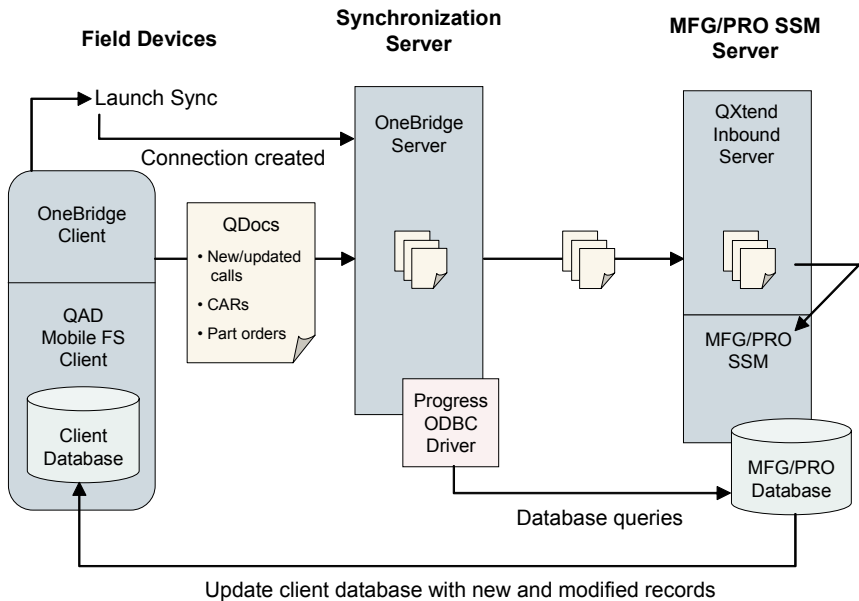 Field Devices
Synchronization
Server
MFG/PRO SSM
Server
Launch Sync
Connection created
OneBridge
Server
QXtend
Inbound
Server
OneBridge
Client
QDocs
• New/updated
calls
• CARs
• Part orders
QAD
Mobile FS
Client
MFG/PRO
SSM
Client
Database
Progress
ODBC
Driver
MFG/PRO
Database
Database queries
Update client database with new and modified records